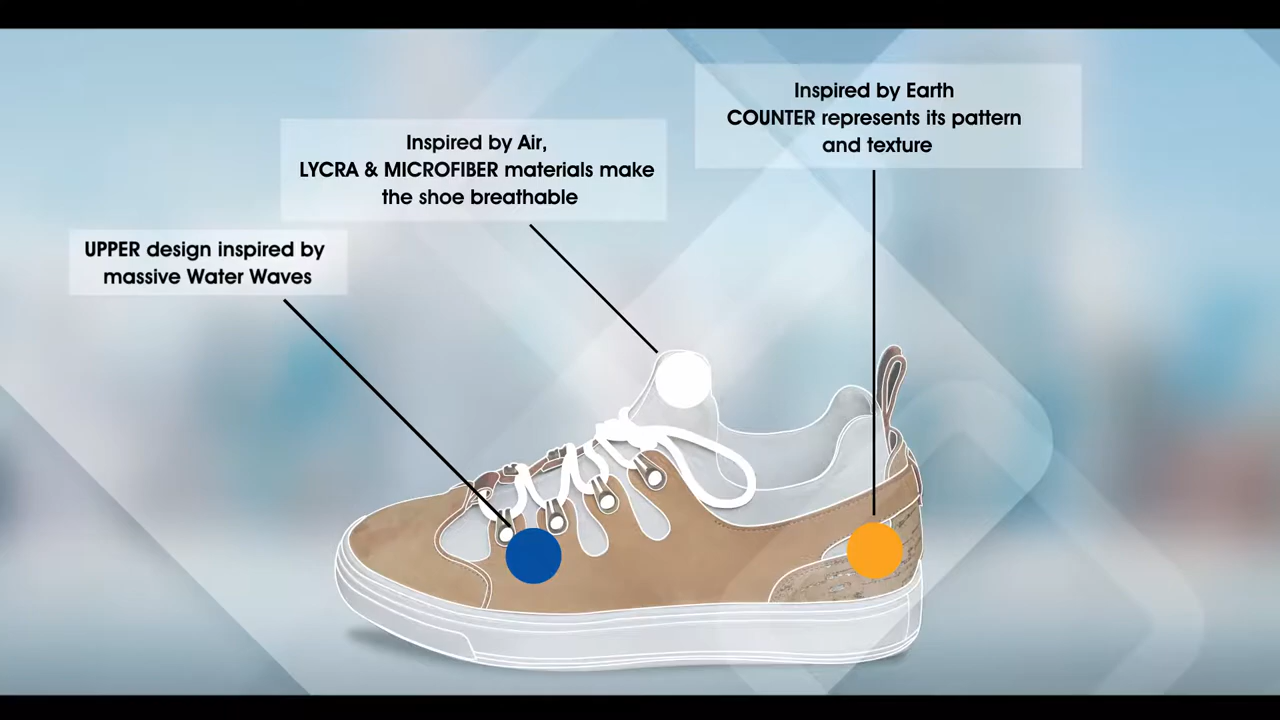 UPPER design inspired by
massive Water Waves
Inspired by Air,
LYCRA & MICROFIBER materials make
the shoe breathable
Inspired by Earth
COUNTER represents its pattern
and texture